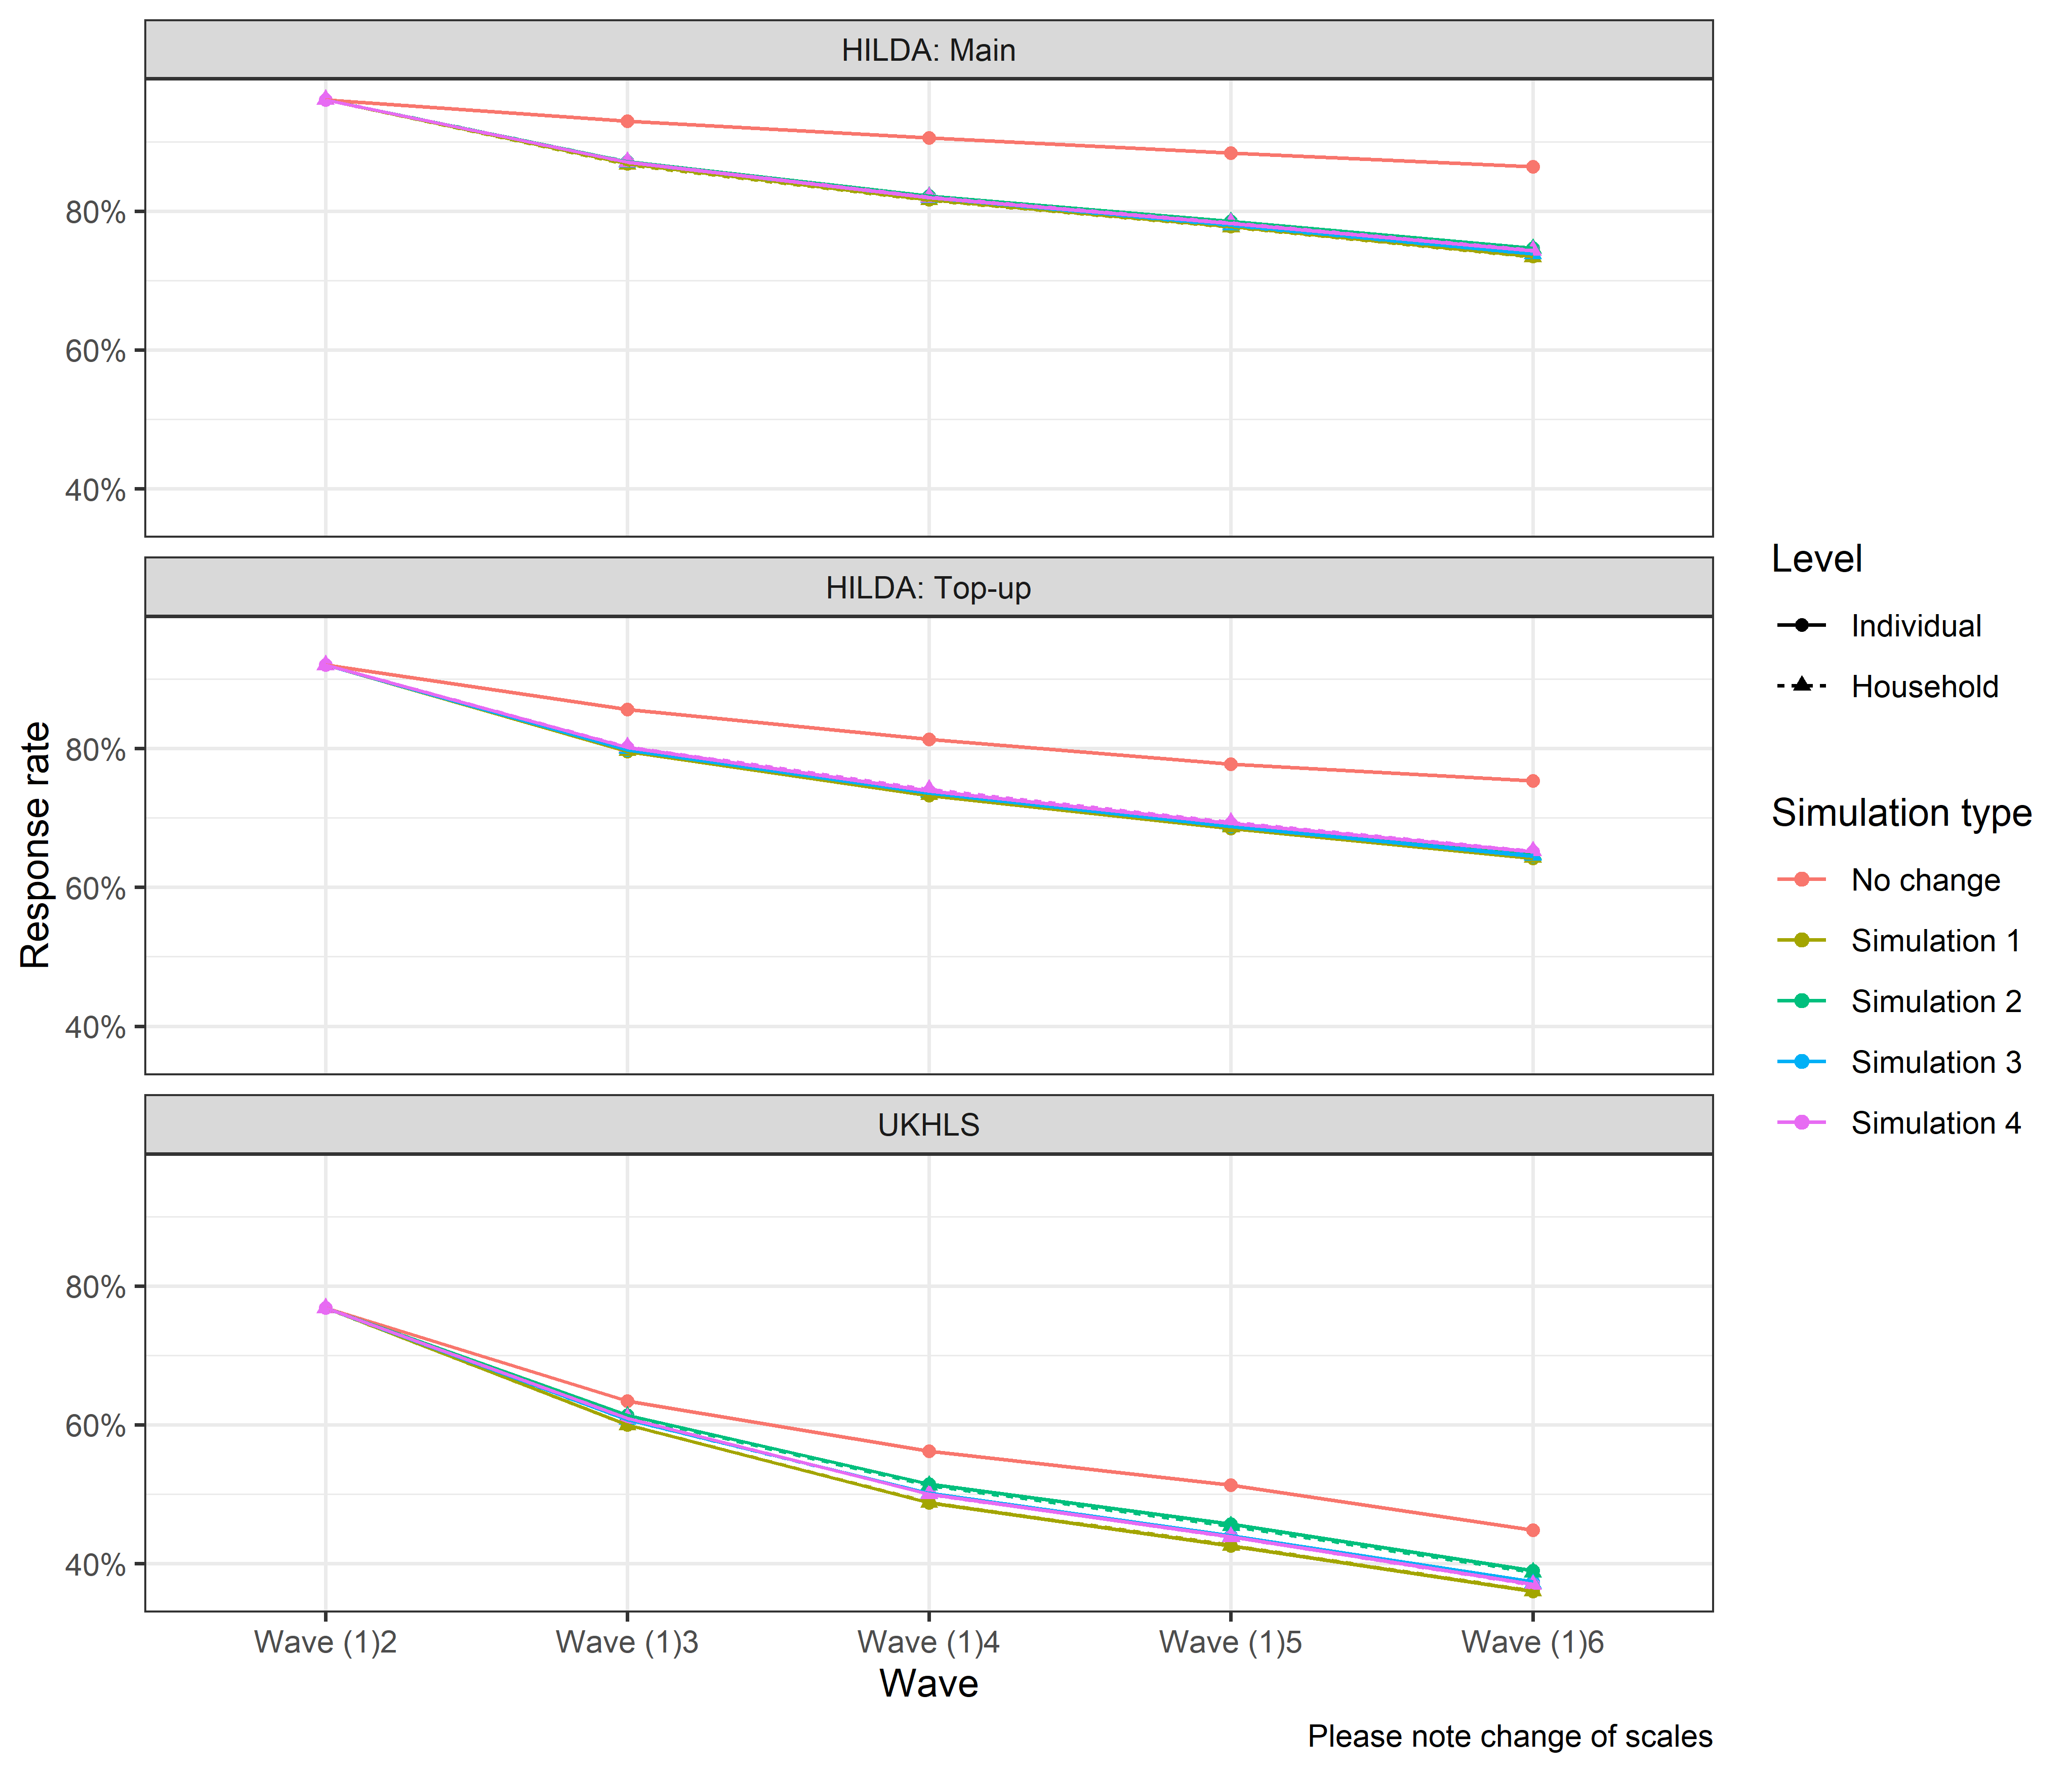 HILDA: Main
80%
60%
40%
HILDA: Top-up
80%
60%
40%
UKHLS
80%
60%
40%
Response rate
Wave (1)2
Wave (1)3
Wave (1)4
Wave (1)5
Wave (1)6
Wave
Please note change of scales
Level
Individual
Household
Simulation type
No change
Simulation 1
Simulation 2
Simulation 3
Simulation 4